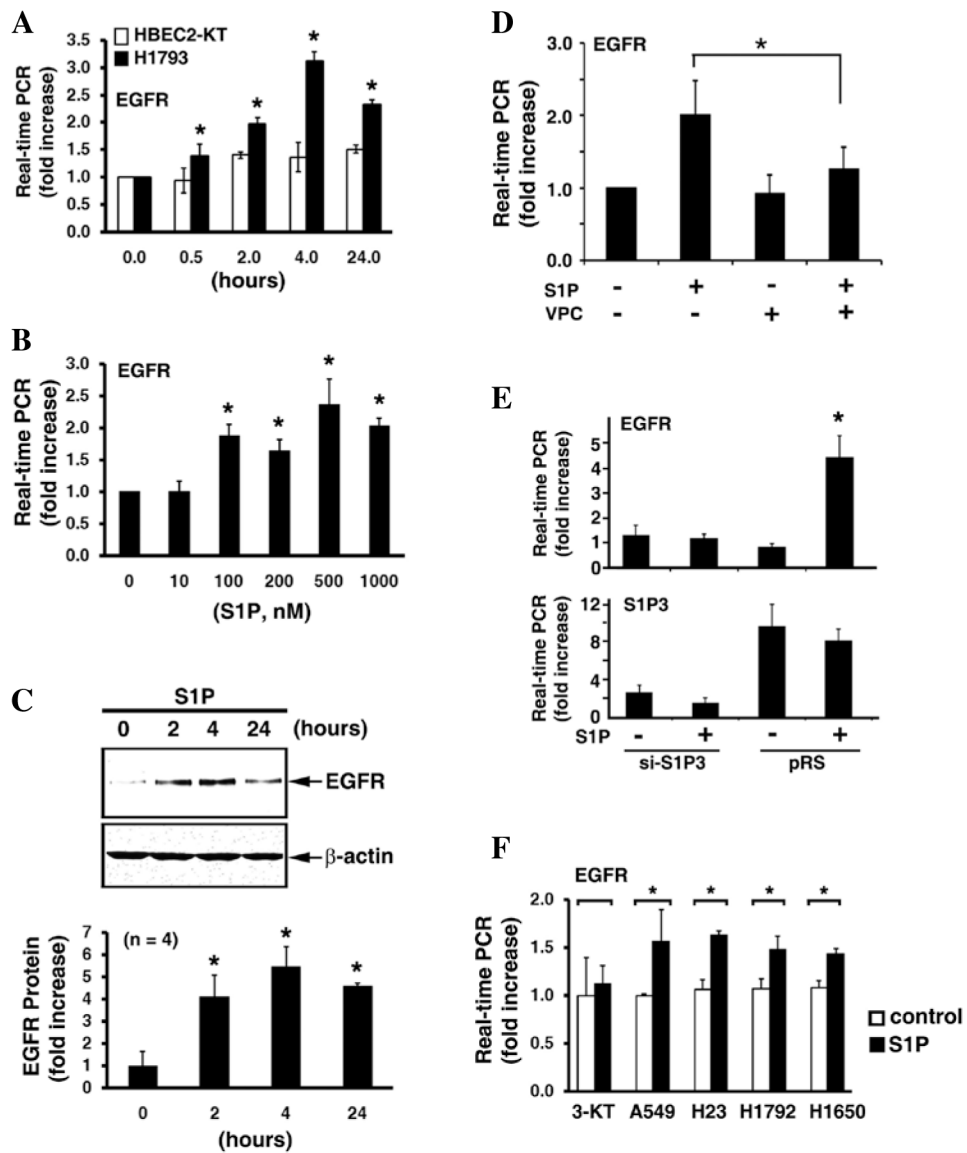 A
HBEC2-KT
H1793
EGFR
Real-time PCR
(fold increase)
3.5
3.0
2.5
2.0
1.5
1.0
0.5
0.0
* * * *
0.0 0.5 2.0 4.0 24.0
(hours)
B
EGFR
Real-time PCR
(fold increase)
3.0
2.5
2.0
1.5
1.0
0.5
0.0
* * * *
0 10 100 200 500 1000
(S1P, nM)
C
S1P
0 2 4 24 (hours)
EGFR
β-actin
(n = 4)
EGFR Protein
(fold increase)
7
6
5
4
3
2
1
0
* * *
0 2 4 24
(hours)
D
EGFR
Real-time PCR
(fold increase)
3.0
2.0
1.0
0.0
*
S1P - + - +
VPC - - + +
E
EGFR
Real-time PCR
(fold increase)
5
4
3
2
1
0
*
S1P3
Real-time PCR
(fold increase)
12
8
4
0
S1P - + - +
si-S1P3 pRS
F
EGFR
Real-time PCR
(fold increase)
2.0
1.5
1.0
0.5
0.0
* * * *
3-KT A549 H23 H1792 H1650
control
S1P